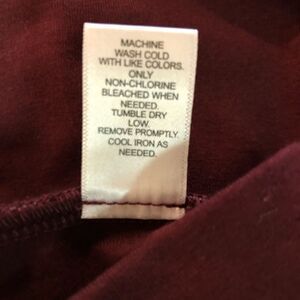 MACHINE
WASH COLD
WITH LIKE COLORS.
ONLY
NON-CHLORINE
BLEACHED WHEN
NEEDED.
TUMBLE DRY
LOW.
REMOVE PROMPTLY.
COOL IRON AS
NEEDED.